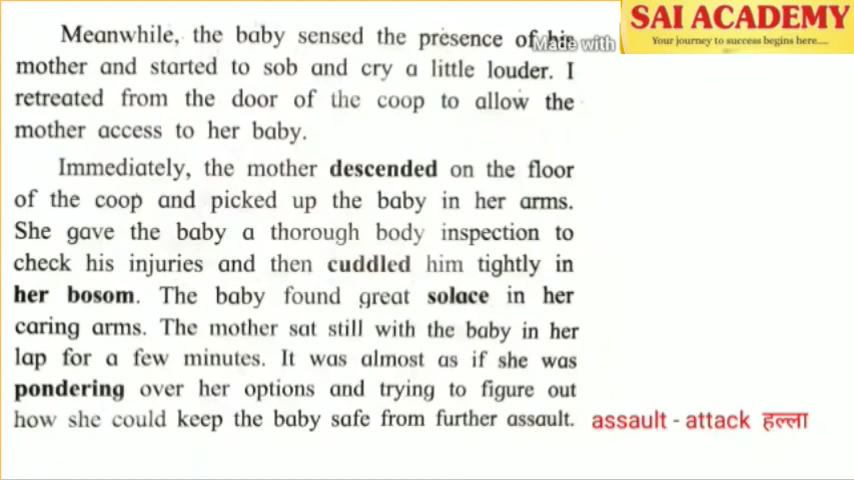 SAI ACADEMY
Your journey to success begins here....
Made with
Meanwhile, the baby sensed the presence of his
mother and started to sob and cry a little louder. I
retreated from the door of the coop to allow the
mother access to her baby.
Immediately, the mother descended on the floor
of the coop and picked up the baby in her arms.
She gave the baby a thorough body inspection to
check his injuries and then cuddled him tightly in
her bosom. The baby found great solace in her
caring arms. The mother sat still with the baby in her
lap for a few minutes. It was almost as if she was
pondering over her options and trying to figure out
how she could keep the baby safe from further assault.
assault - attack हल्ला